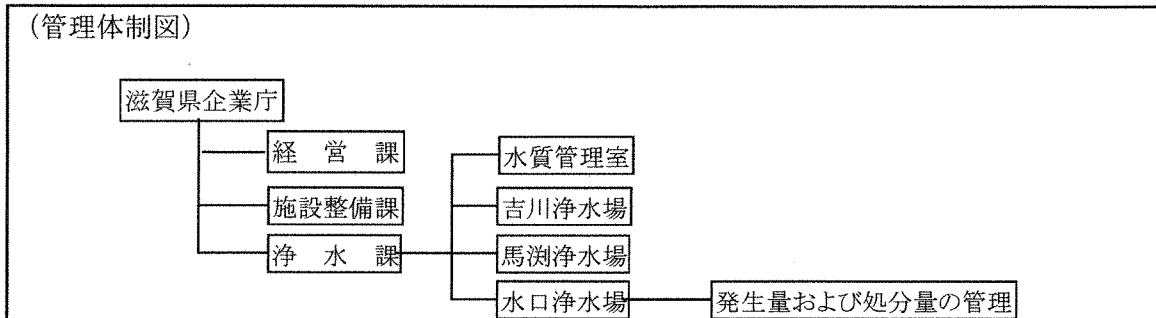 (管理体制図)
滋賀県企業庁
経　営　課
水質管理室
施設整備課
吉川浄水場
浄　水　課
馬渕浄水場
水口浄水場
発生量および処分量の管理